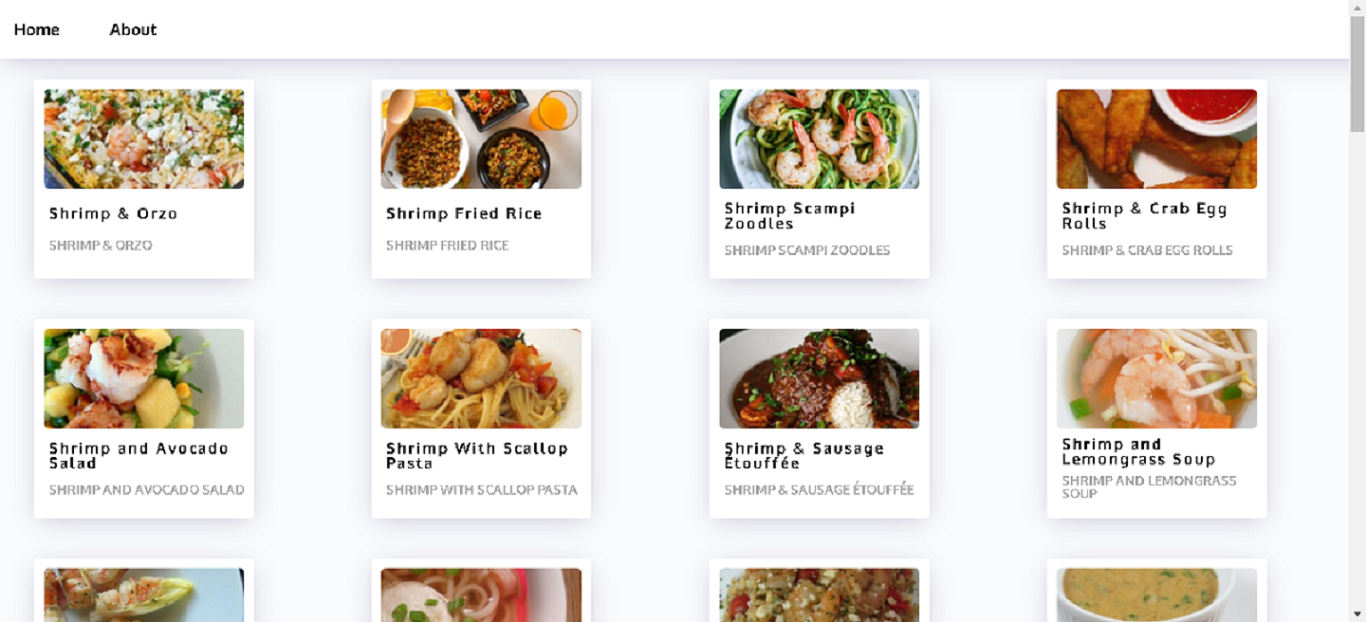 Home About
Shrimp & Orzo
SHRIMP & ORZO
Shrimp Fried Rice
SHRIMP FRIED RICE
Shrimp Scampi
Zoodles
SHRIMP SCAMPI ZOODLES
Shrimp & Crab Egg
Rolls
SHRIMP & CRAB EGG ROLLS
Shrimp and Avocado
Salad
SHRIMP AND AVOCADO SALAD
Shrimp With Scallop
Pasta
SHRIMP WITH SCALLOP PASTA
Shrimp & Sausage
Étouffée
SHRIMP & SAUSAGE ÉTOUFFÉE
Shrimp and
Lemongrass Soup
SHRIMP AND LEMONGRASS
SOUP